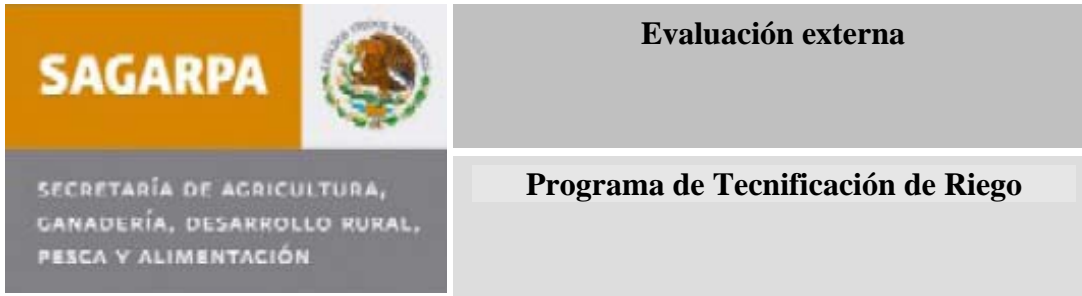 SAGARPA
SECRETARÍA DE AGRICULTURA,
GANADERÍA, DESARROLLO RURAL,
PESCA Y ALIMENTACIÓN
Evaluación externa
Programa de Tecnificación de Riego